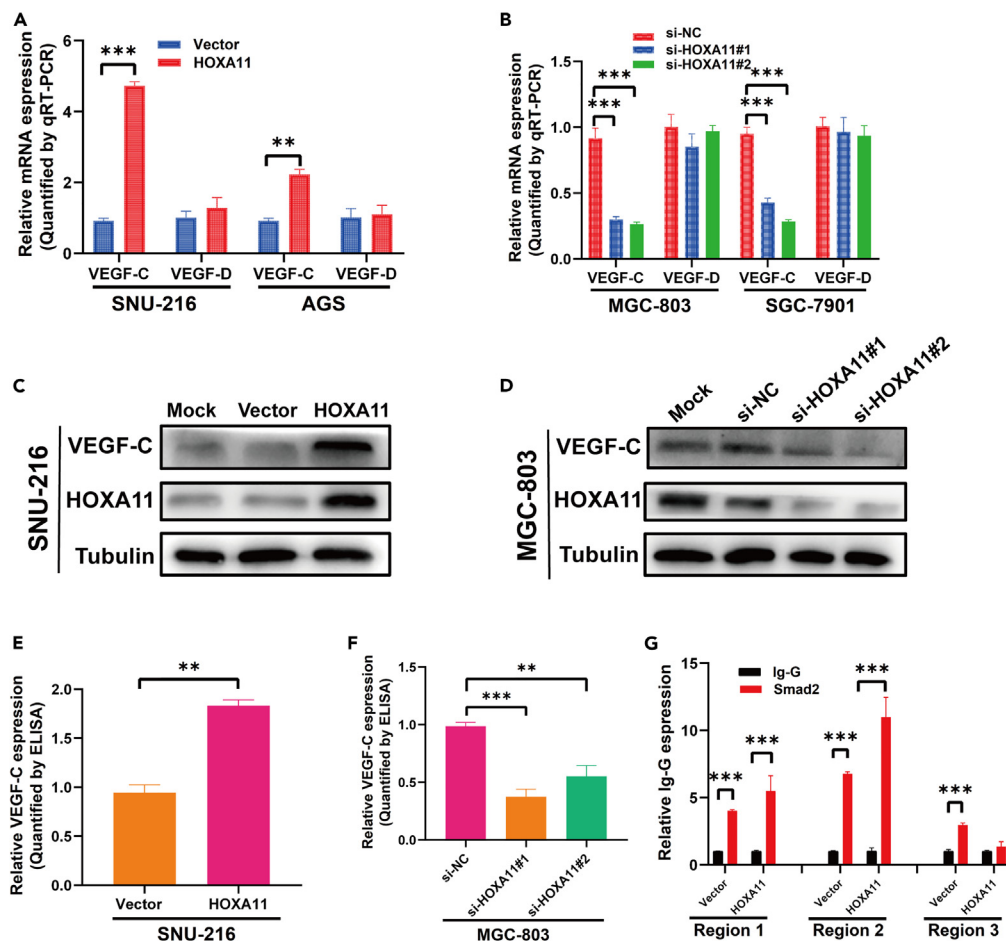 A
Relative mRNA espression
(Quantified by qRT-PCR)
Vector
HOXA11
6
4
2
0
***
**
VEGF-C VEGF-D VEGF-C VEGF-D
SNU-216 AGS
B
Relative mRNA espression
(Quantified by qRT-PCR)
si-NC
si-HOXA11#1
si-HOXA11#2
1.5
1.0
0.5
0.0
***
***
***
***
VEGF-C VEGF-D VEGF-C VEGF-D
MGC-803 SGC-7901
C
SNU-216
Mock Vector HOXA11
VEGF-C
HOXA11
Tubulin
D
MGC-803
Mock si-NC si-HOXA11#1 si-HOXA11#2
VEGF-C
HOXA11
Tubulin
E
Relative VEGF-C espression
(Quantified by ELISA)
2.0
1.5
1.0
0.5
0.0
**
Vector HOXA11
SNU-216
F
Relative VEGF-C espression
(Quantified by ELISA)
1.5
1.0
0.5
0.0
**
***
si-NC si-HOXA11#1 si-HOXA11#2
MGC-803
G
Relative Ig-G espression
Ig-G
Smad2
15
10
5
0
***
***
***
***
***
Vector HOXA11 Vector HOXA11 Vector HOXA11
Region 1 Region 2 Region 3